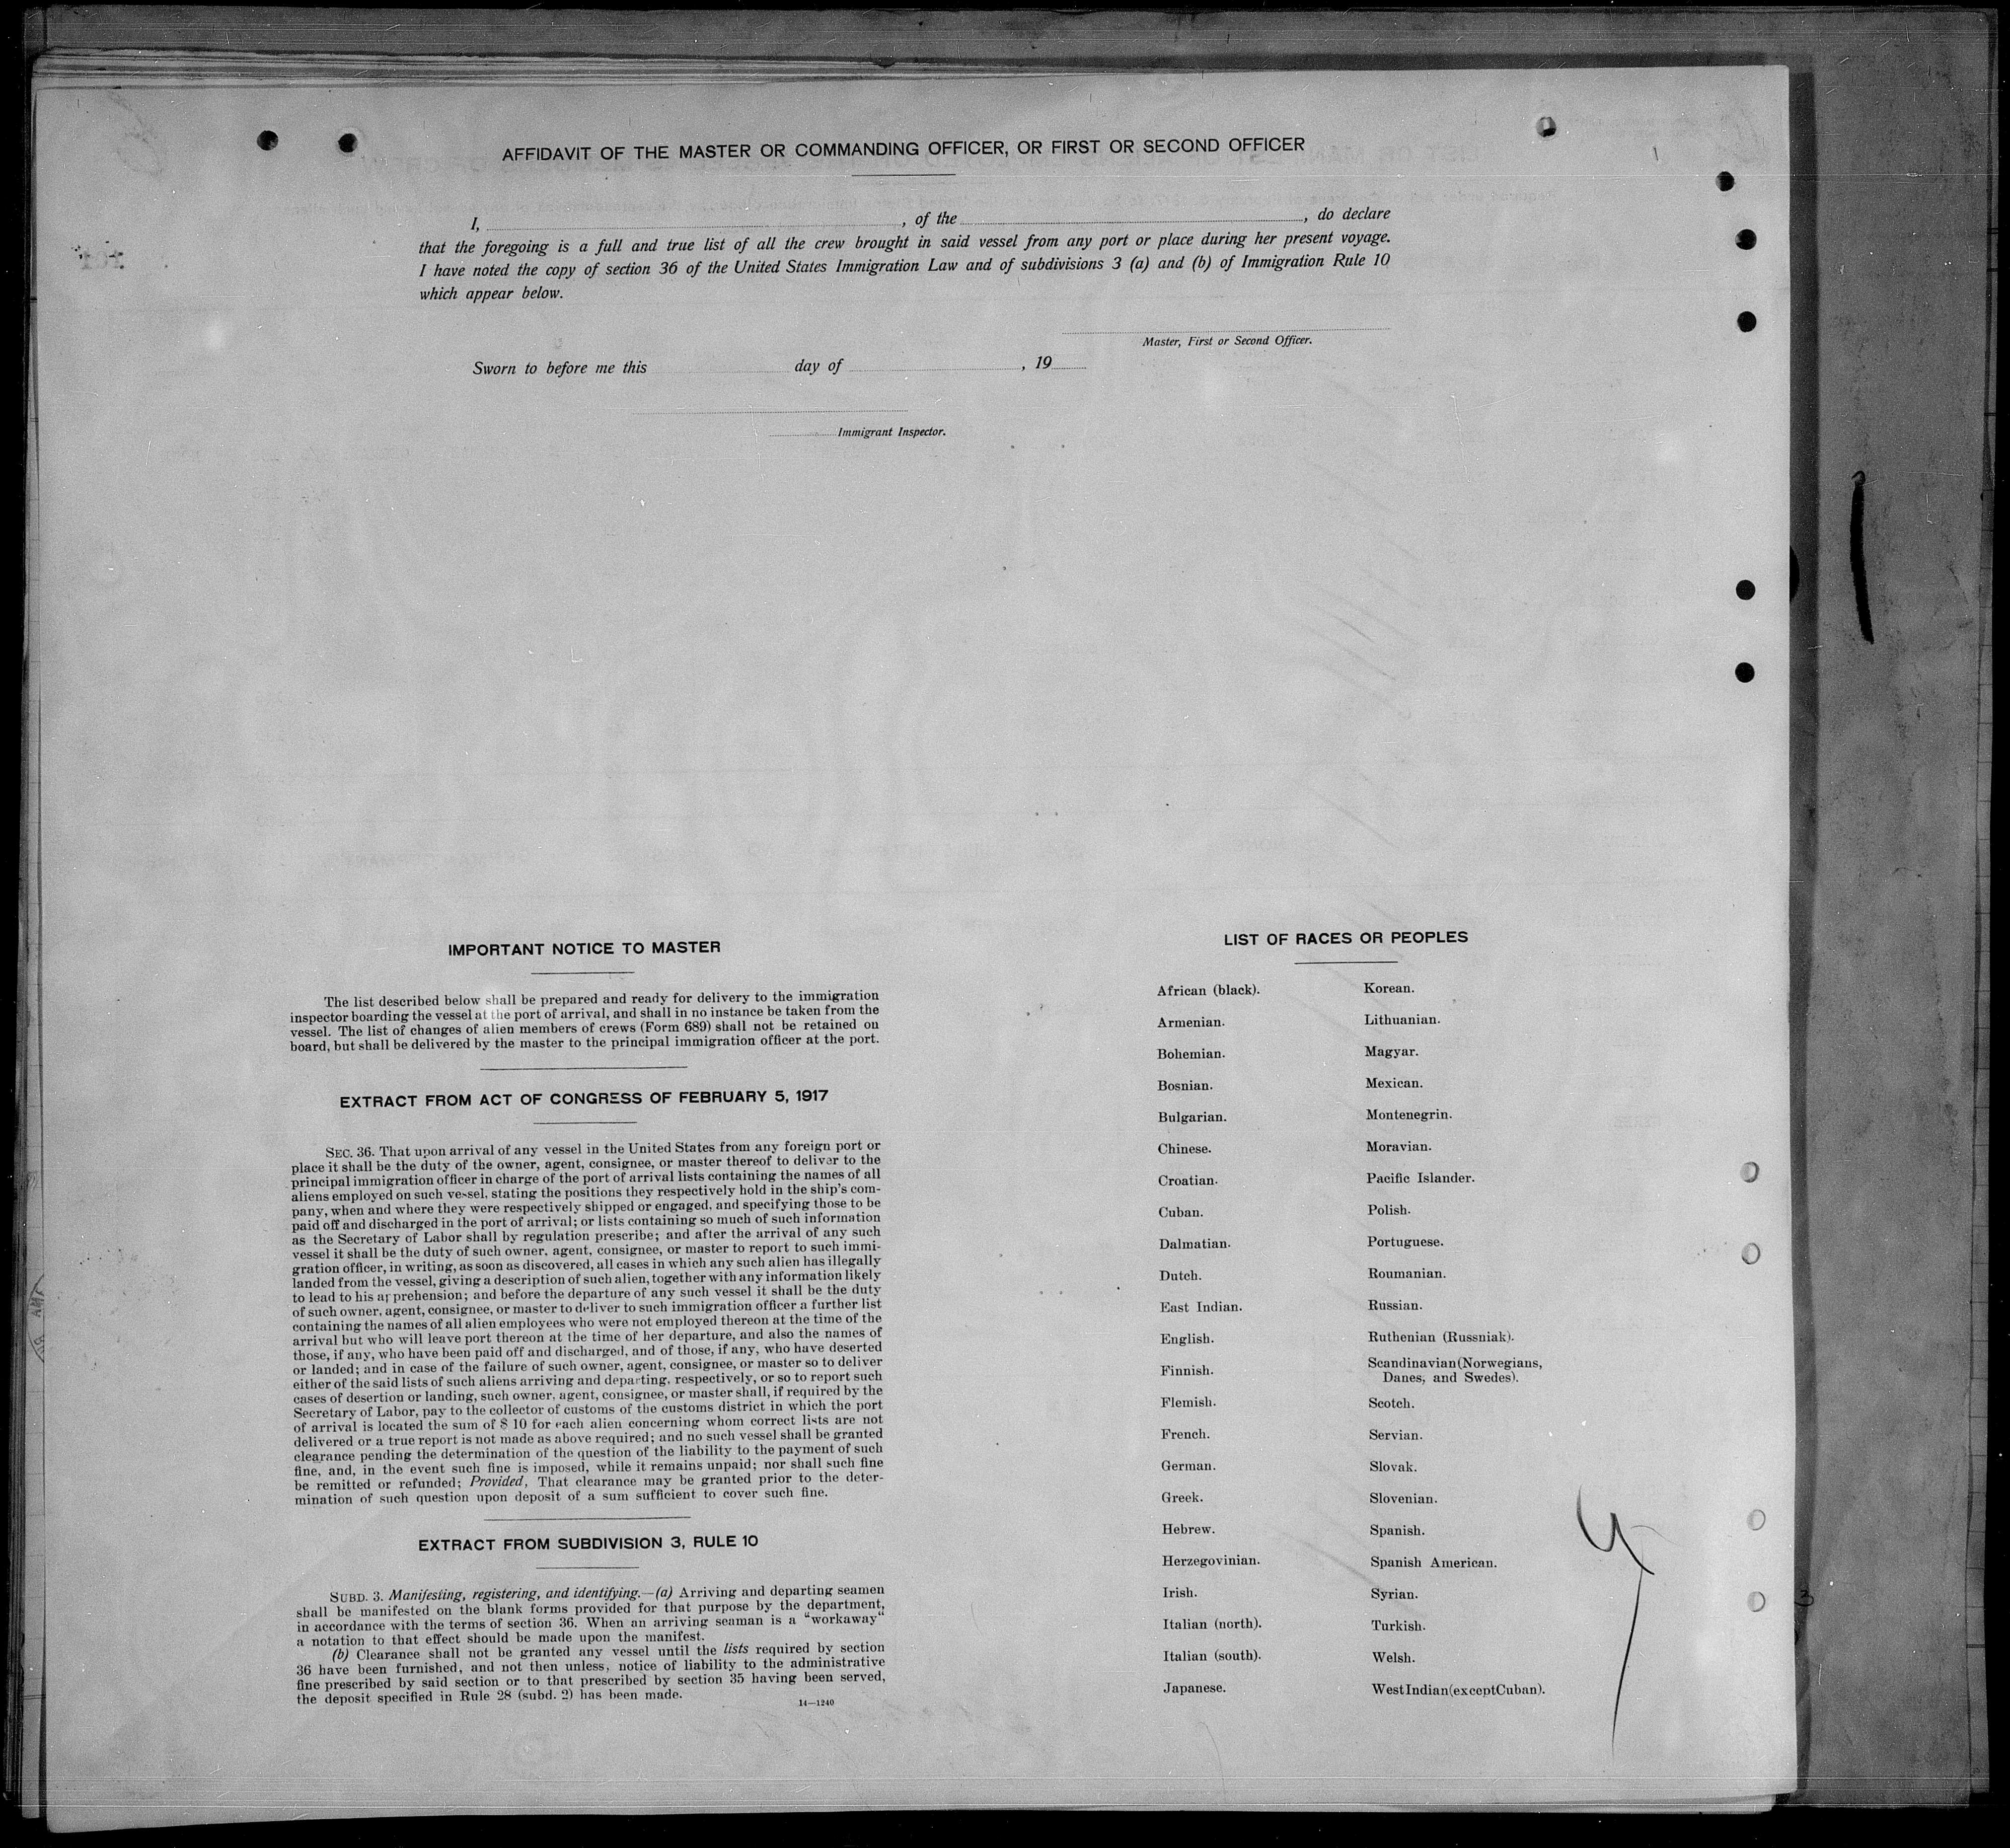 AFFIDAVIT OF THE MASTER OR COMMANDING OFFICER, OR FIRST OR SECOND OFFICER
I, , of the , do declare
that the foregoing is a full and true list of all the crew brought in said vessel from any port or place during her present voyage.
I have noted the copy of section 36 of the United States Immigration Law and of subdivisions 3 (a) and (b) of Immigration Rule 10
which appear below.
Master, First or Second Officer.
Sworn to before me this day of , 19
Immigrant Inspector.
IMPORTANT NOTICE TO MASTER
The list described below shall be prepared and ready for delivery to the immigration
inspector boarding the vessel at the port of arrival, and shall in no instance be taken from the
vessel. The list of changes of alien members of crews (Form 689) shall not be retained on
board, but shall be delivered by the master to the principal immigration officer at the port.
EXTRACT FROM ACT OF CONGRESS OF FEBRUARY 5, 1917
SEC. 36. That upon arrival of any vessel in the United States from any foreign port or
place it shall be the duty of the owner, agent, consignee, or master thereof to deliver to the
principal immigration officer in charge of the port of arrival lists containing the names of all
aliens employed on such vessel, stating the positions they respectively hold in the ship's com-
pany, when and where they were respectively shipped or engaged, and specifying those to be
paid off and discharged in the port of arrival; or lists containing so much of such information
as the Secretary of Labor shall by regulation prescribe; and after the arrival of any such
vessel it shall be the duty of such owner, agent, consignee, or master to report to such immi-
gration officer, in writing, as soon as discovered, all cases in which any such alien has illegally
landed from the vessel, giving a description of such alien, together with any information likely
to lead to his apprehension; and before the departure of any such vessel it shall be the duty
of such owner, agent, consignee, or master to deliver to such immigration officer a further list
containing the names of all alien employees who were not employed thereon at the time of the
arrival but who will leave port thereon at the time of her departure, and also the names of
those, if any, who have been paid off and discharged, and of those, if any, who have deserted
or landed; and in case of the failure of such owner, agent, consignee, or master so to deliver
either of the said lists of such aliens arriving and departing, respectively, or so to report such
cases of desertion or landing, such owner, agent, consignee, or master shall, if required by the
Secretary of Labor, pay to the collector of customs of the customs district in which the port
of arrival is located the sum of $ 10 for each alien concerning whom correct lists are not
delivered or a true report is not made as above required; and no such vessel shall be granted
clearance pending the determination of the question of the liability to the payment of such
fine, and, in the event such fine is imposed, while it remains unpaid; nor shall such fine
be remitted or refunded; Provided, That clearance may be granted prior to the deter-
mination of such question upon deposit of a sum sufficient to cover such fine.
EXTRACT FROM SUBDIVISION 3, RULE 10
SUBD. 3. Manifesting, registering, and identifying.—(a) Arriving and departing seamen
shall be manifested on the blank forms provided for that purpose by the department,
in accordance with the terms of section 36. When an arriving seaman is a "workaway"
a notation to that effect should be made upon the manifest.
(b) Clearance shall not be granted any vessel until the lists required by section
36 have been furnished, and not then unless, notice of liability to the administrative
fine prescribed by said section or to that prescribed by section 35 having been served,
the deposit specified in Rule 28 (subd. 2) has been made.
14—1240
LIST OF RACES OR PEOPLES
African (black).
Armenian.
Bohemian.
Bosnian.
Bulgarian.
Chinese.
Croatian.
Cuban.
Dalmatian.
Dutch.
East Indian.
English.
Finnish.
Flemish.
French.
German.
Greek.
Hebrew.
Herzegovinian.
Irish.
Italian (north).
Italian (south).
Japanese.
Korean.
Lithuanian.
Magyar.
Mexican.
Montenegrin.
Moravian.
Pacific Islander.
Polish.
Portuguese.
Roumanian.
Russian.
Ruthenian (Russniak).
Scandinavian (Norwegians,
Danes, and Swedes).
Scotch.
Servian.
Slovak.
Slovenian.
Spanish.
Spanish American.
Syrian.
Turkish.
Welsh.
West Indian (except Cuban).